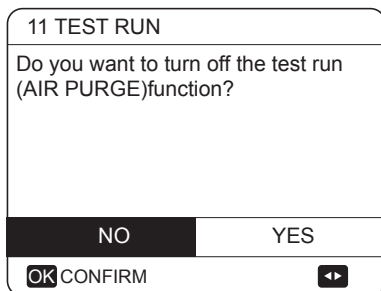 11 TEST RUN
Do you want to turn off the test run
(AIR PURGE)function?
NO YES
OK CONFIRM